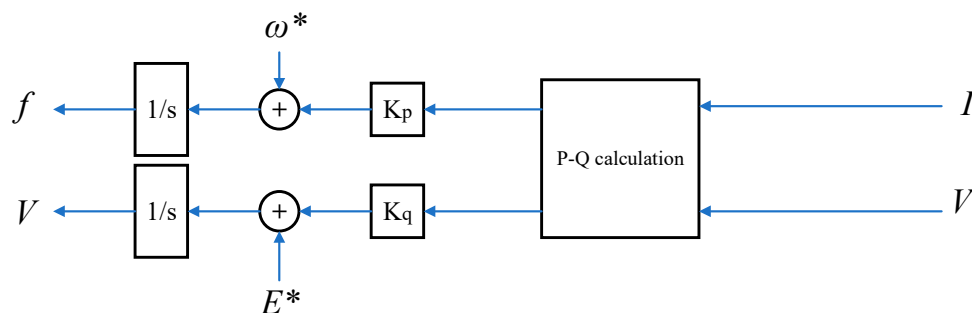 ω*
f
1/s
+
Kp
I
P-Q calculation
V
1/s
+
Kq
V
E*